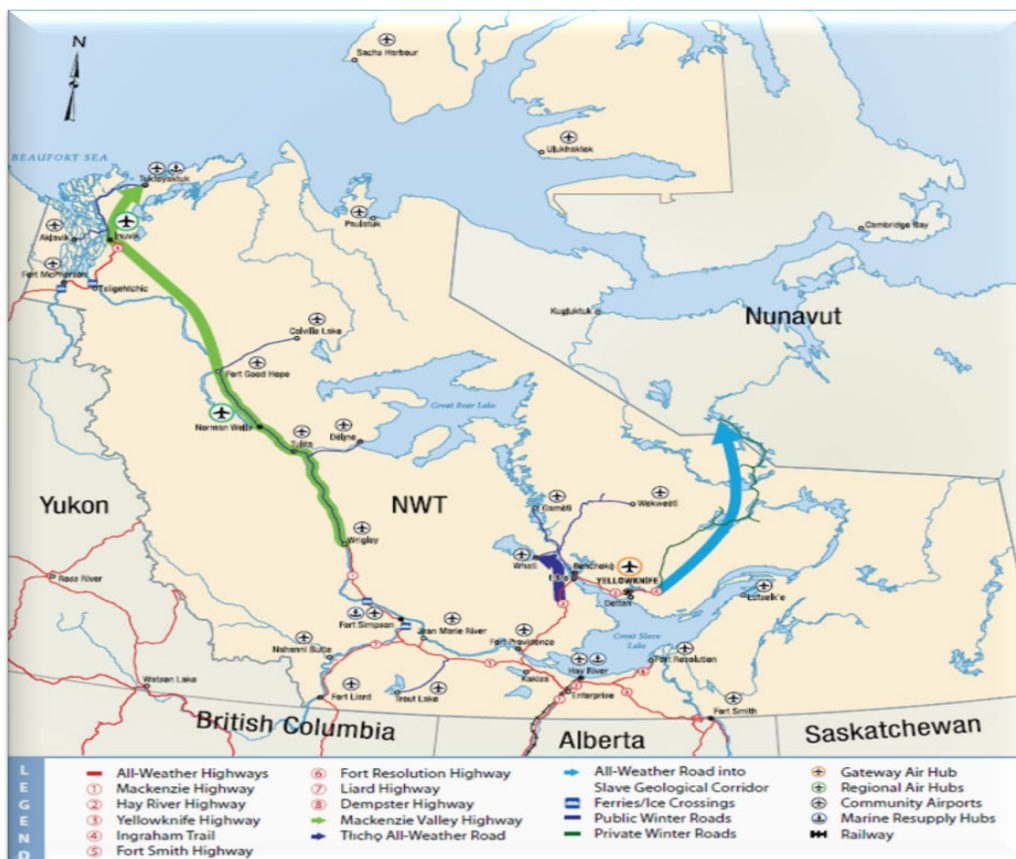 N
Sachs Harbour
BEAUFORT SEA
Ulukhaktok
Tuktoyaktuk
Paulatuk
Cambridge Bay
Aklavik
Inuvik
Fort McPherson
Tsiigehtchic
Kugluktuk
Nunavut
Colville Lake
Fort Good Hope
Great Bear Lake
Norman Wells
Tulita
Déline
Yukon
NWT
Gamètì
Wekweètì
Wrigley
Whatì
Behchokǫ̀
Edzo
YELLOWKNIFE
Ross River
Dettah
Łutselk'e
Fort Simpson
Jean Marie River
Great Slave
Lake
Fort Providence
Nahanni Butte
Fort Resolution
Hay River
Kakisa
Watson Lake
Fort Liard
Trout Lake
Enterprise
Fort Smith
British Columbia
Alberta
Saskatchewan
LEGEND
All-Weather Highways
1 Mackenzie Highway
2 Hay River Highway
3 Yellowknife Highway
4 Ingraham Trail
5 Fort Smith Highway
6 Fort Resolution Highway
7 Liard Highway
8 Dempster Highway
Mackenzie Valley Highway
Tłıchǫ All-Weather Road
All-Weather Road into
Slave Geological Corridor
Ferries/Ice Crossings
Public Winter Roads
Private Winter Roads
Gateway Air Hub
Regional Air Hubs
Community Airports
Marine Resupply Hubs
Railway